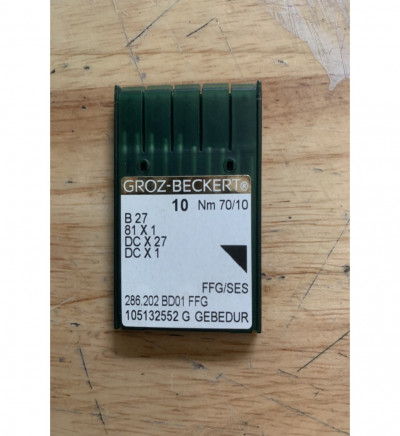 GROZ-BECKERT®
10 Nm 70/10
B 27
81 X 1
DC X 27
DC X 1
FFG/SES
286.202 BD01 FFG
105132552 G GEBEDUR